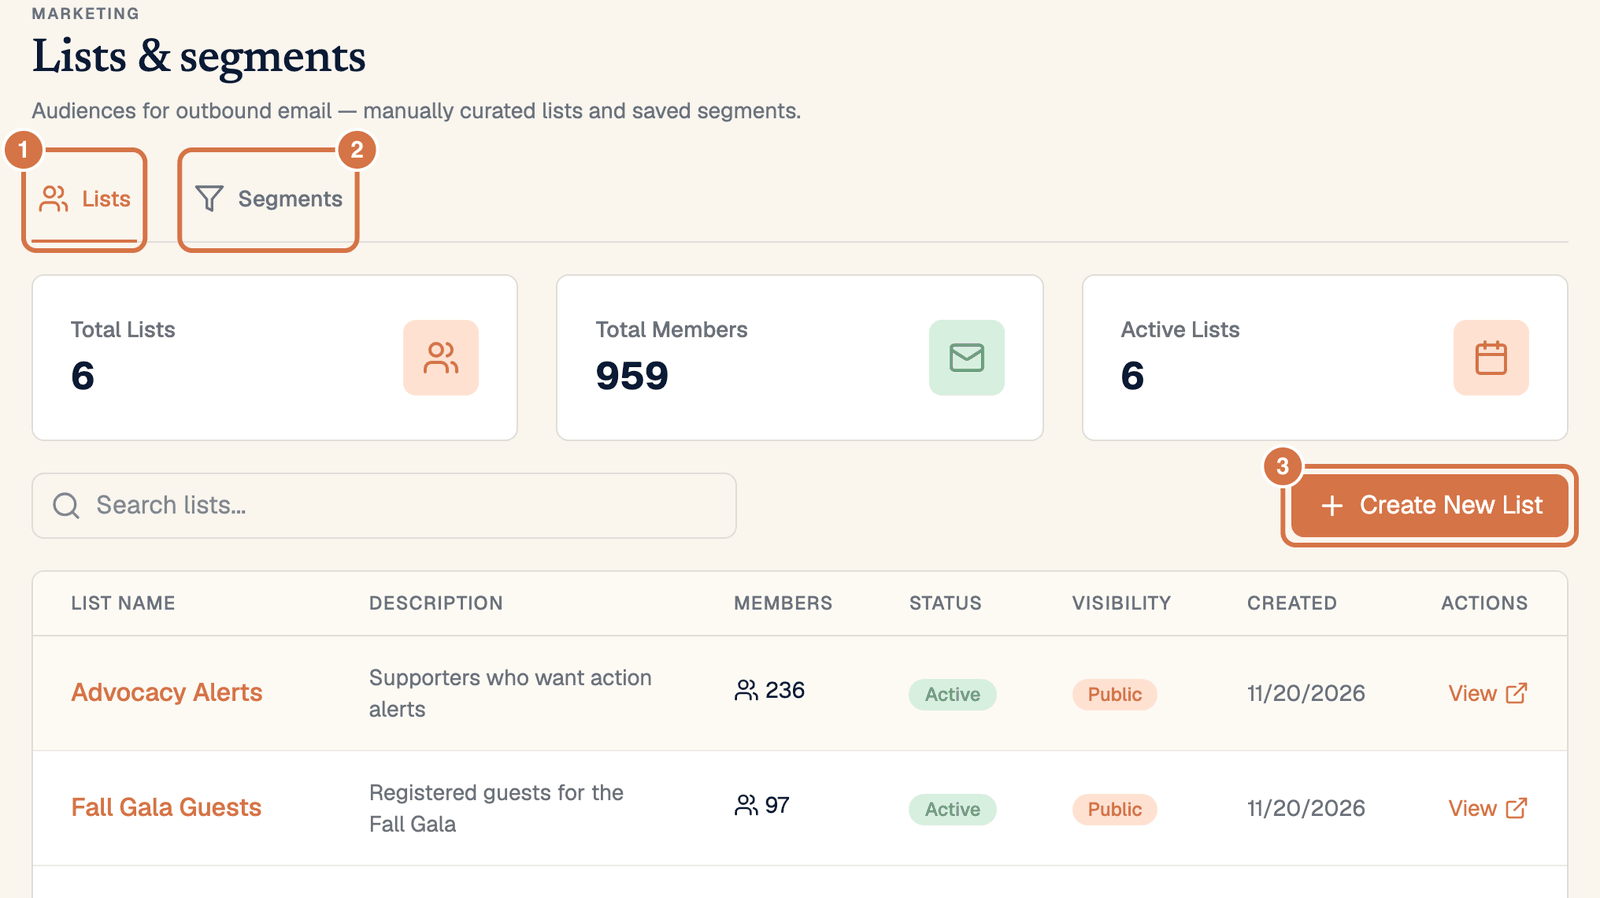 MARKETING
Lists & segments
Audiences for outbound email — manually curated lists and saved segments.
1
2
Lists
Segments
Total Lists
6
Total Members
959
Active Lists
6
Search lists...
3
+ Create New List
LIST NAME DESCRIPTION MEMBERS STATUS VISIBILITY CREATED ACTIONS
Advocacy Alerts
Supporters who want action
alerts
236
Active
Public
11/20/2026
View
Fall Gala Guests
Registered guests for the
Fall Gala
97
Active
Public
11/20/2026
View